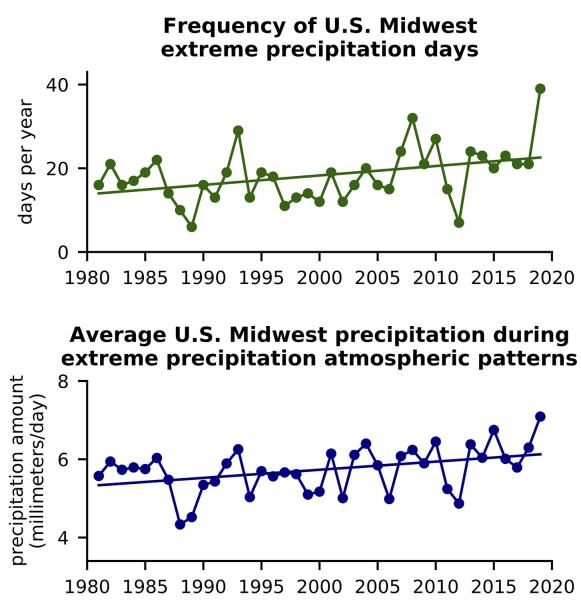 Frequency of U.S. Midwest
extreme precipitation days
days per year
40
20
0
1980 1985 1990 1995 2000 2005 2010 2015 2020
Average U.S. Midwest precipitation during
extreme precipitation atmospheric patterns
precipitation amount
(millimeters/day)
8
6
4
1980 1985 1990 1995 2000 2005 2010 2015 2020